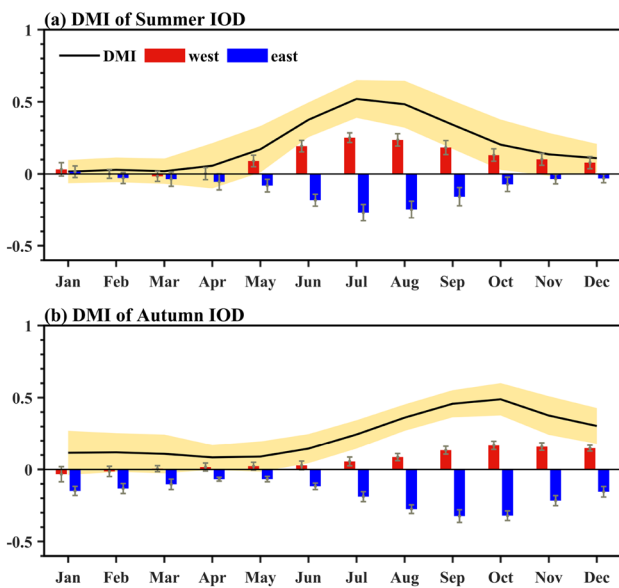 (a) DMI of Summer IOD
1
DMI west east
0.5
0
-0.5
Jan Feb Mar Apr May Jun Jul Aug Sep Oct Nov Dec
(b) DMI of Autumn IOD
1
0.5
0
-0.5
Jan Feb Mar Apr May Jun Jul Aug Sep Oct Nov Dec